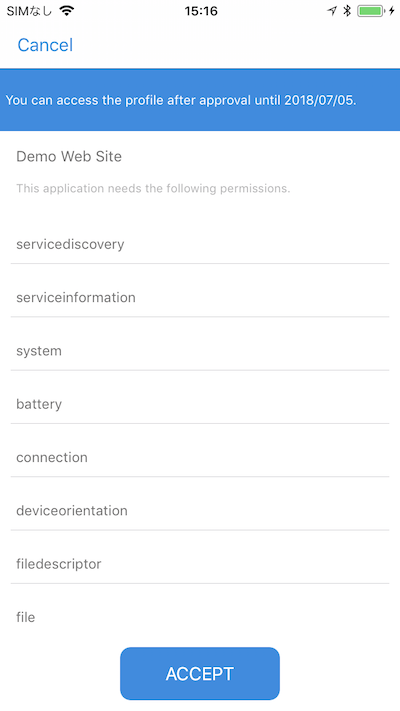 SIMなし 15:16
Cancel
You can access the profile after approval until 2018/07/05.
Demo Web Site
This application needs the following permissions.
servicediscovery
serviceinformation
system
battery
connection
deviceorientation
filedescriptor
file
ACCEPT